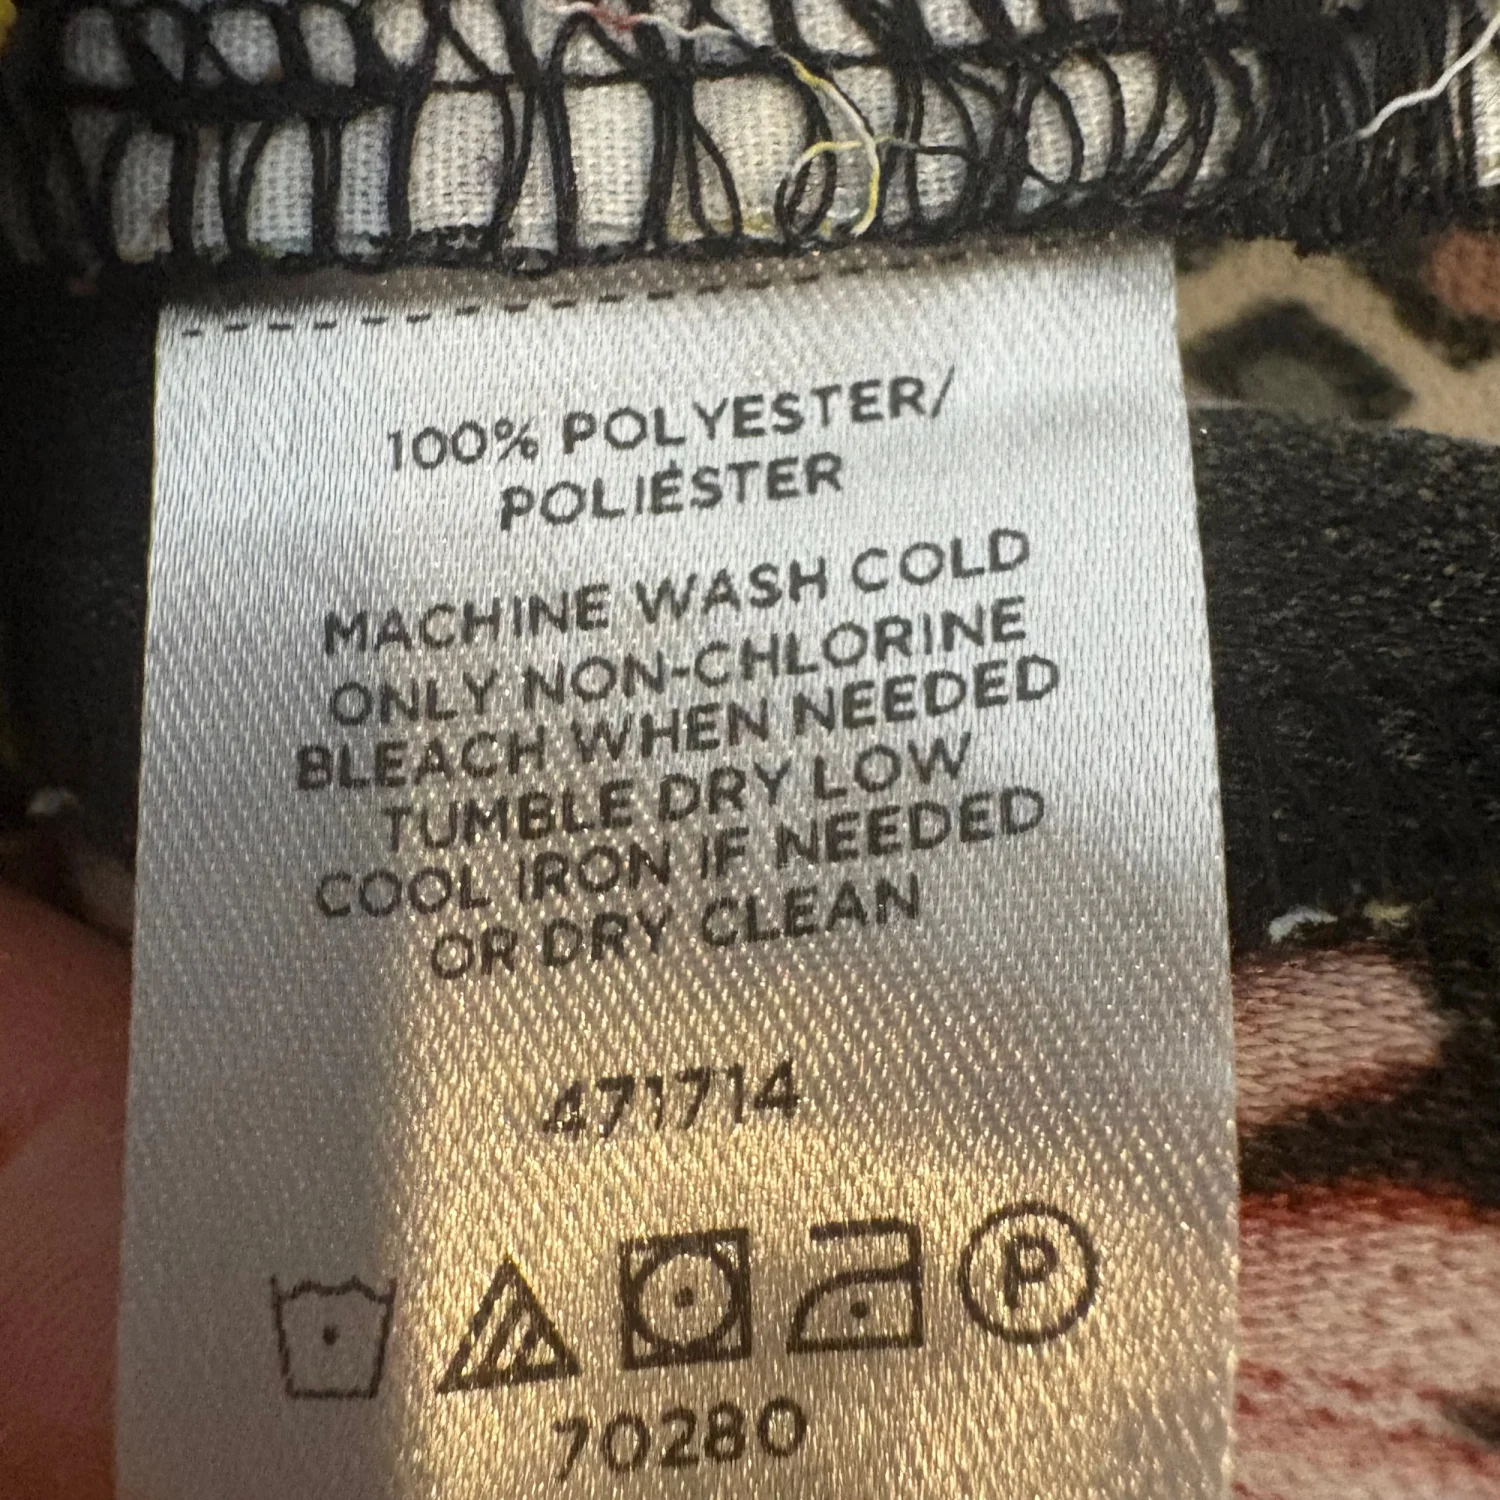 100% POLYESTER/
POLIÉSTER
MACHINE WASH COLD
ONLY NON-CHLORINE
BLEACH WHEN NEEDED
TUMBLE DRY LOW
COOL IRON IF NEEDED
OR DRY CLEAN
471714
P
70280